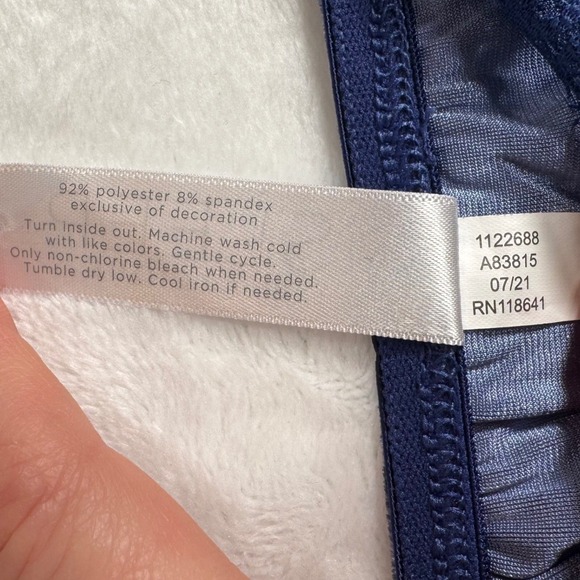 92% polyester 8% spandex
exclusive of decoration
Turn inside out. Machine wash cold
with like colors. Gentle cycle.
Only non-chlorine bleach when needed.
Tumble dry low. Cool iron if needed.
1122688
A83815
07/21
RN118641